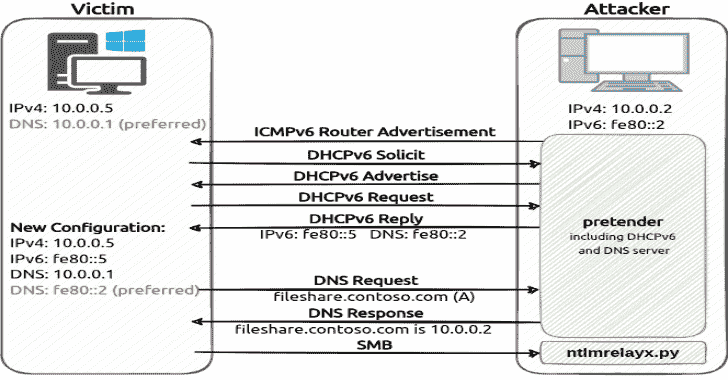 Victim
Attacker
IPv4: 10.0.0.5
DNS: 10.0.0.1 (preferred)
IPv4: 10.0.0.2
IPv6: fe80::2
ICMPv6 Router Advertisement
DHCPv6 Solicit
DHCPv6 Advertise
DHCPv6 Request
DHCPv6 Reply
IPv6: fe80::5 DNS: fe80::2
pretender
including DHCPv6
and DNS server
New Configuration:
IPv4: 10.0.0.5
IPv6: fe80::5
DNS: 10.0.0.1
DNS: fe80::2 (preferred)
DNS Request
fileshare.contoso.com (A)
DNS Response
fileshare.contoso.com is 10.0.0.2
SMB
ntlmrelayx.py